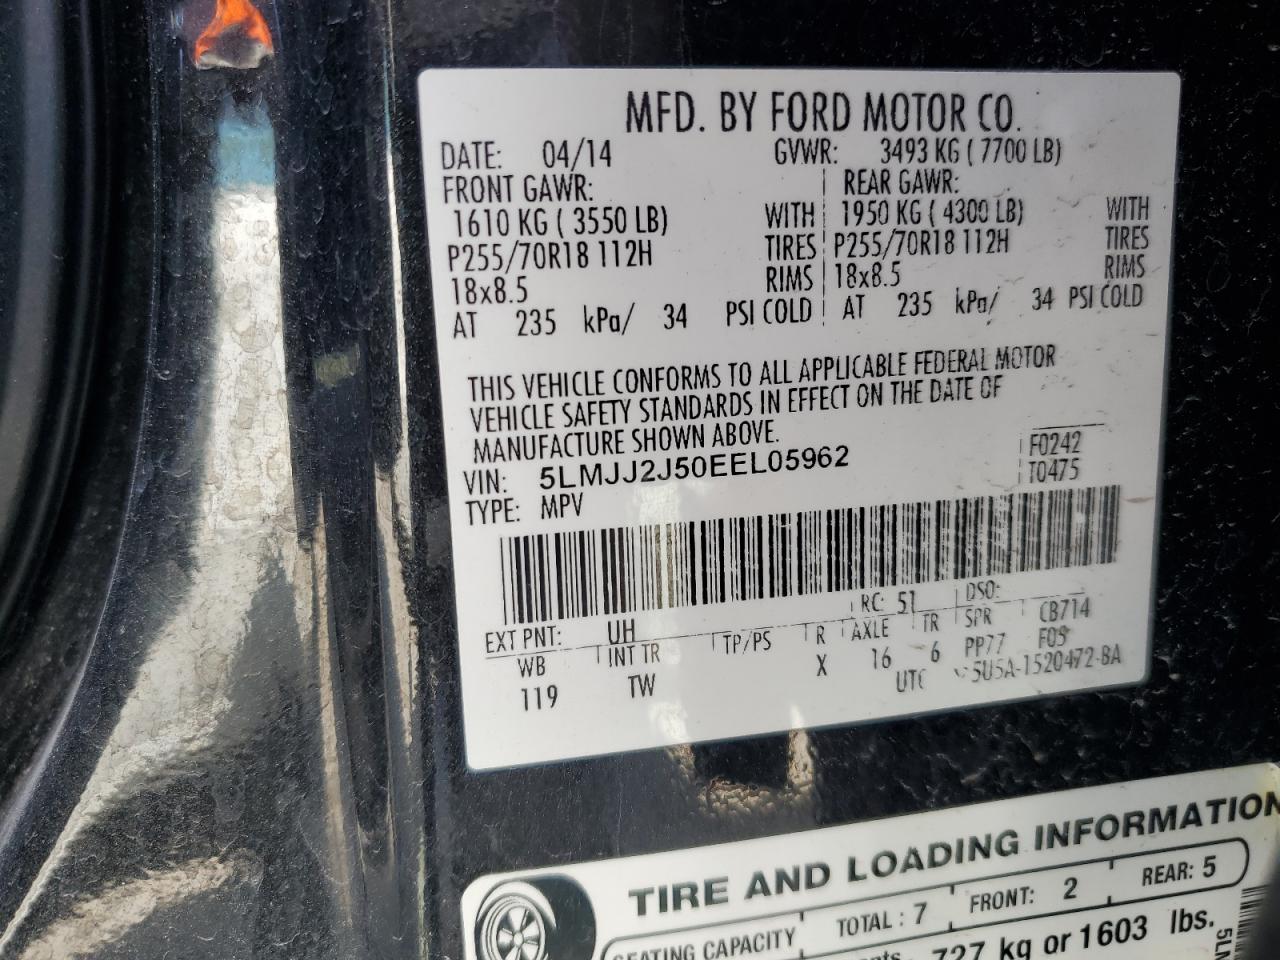 MFD. BY FORD MOTOR CO.
DATE: 04/14 GVWR: 3493 KG ( 7700 LB)
FRONT GAWR: REAR GAWR:
1610 KG ( 3550 LB) WITH 1950 KG ( 4300 LB) WITH
P255/70R18 112H TIRES P255/70R18 112H TIRES
18x8.5 RIMS 18x8.5 RIMS
AT 235 kPa/ 34 PSI COLD AT 235 kPa/ 34 PSI COLD
THIS VEHICLE CONFORMS TO ALL APPLICABLE FEDERAL MOTOR
VEHICLE SAFETY STANDARDS IN EFFECT ON THE DATE OF
MANUFACTURE SHOWN ABOVE.
VIN: 5LMJJ2J50EEL05962 F0242
TYPE: MPV T0475
EXT PNT: UH RC: 51 DSO:
WB INT TR TP/PS R AXLE TR SPR CB714
119 TW X 16 6 PP77 F05
UTC 5U5A-1520472-BA
TIRE AND LOADING INFORMATION
SEATING CAPACITY TOTAL : 7 FRONT: 2 REAR: 5
727 kg or 1603 lbs.